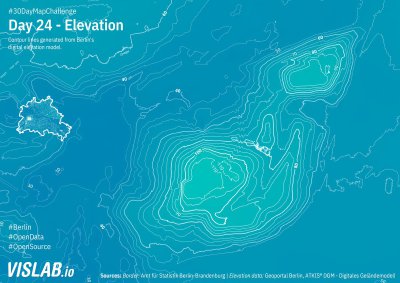 #30DayMapChallenge
Day 24 - Elevation
Contour lines generated from Berlin's
digital elevation model.
#Berlin
#OpenData
#OpenSource
VISLAB.io
Sources: Border: Amt für Statistik Berlin-Brandenburg | Elevation data: Geoportal Berlin, ATKIS® DGM - Digitales Geländemodell